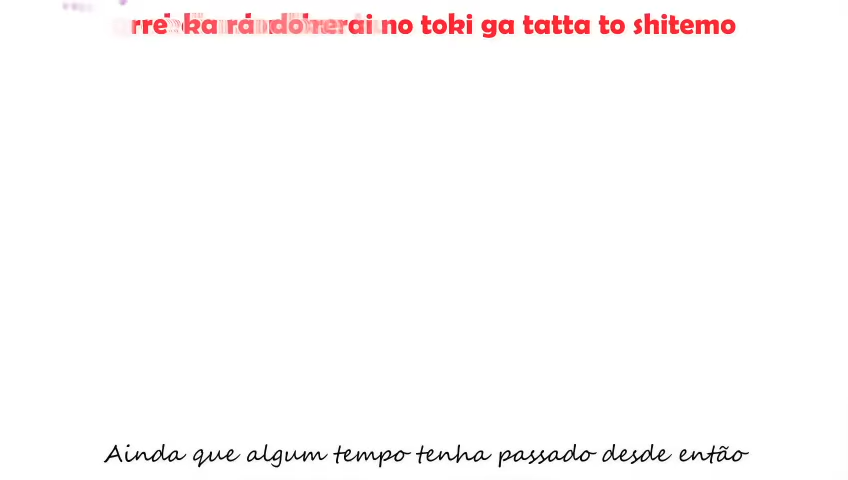 no toki ga tatta to shitemo
Ainda que algum tempo tenha passado desde então